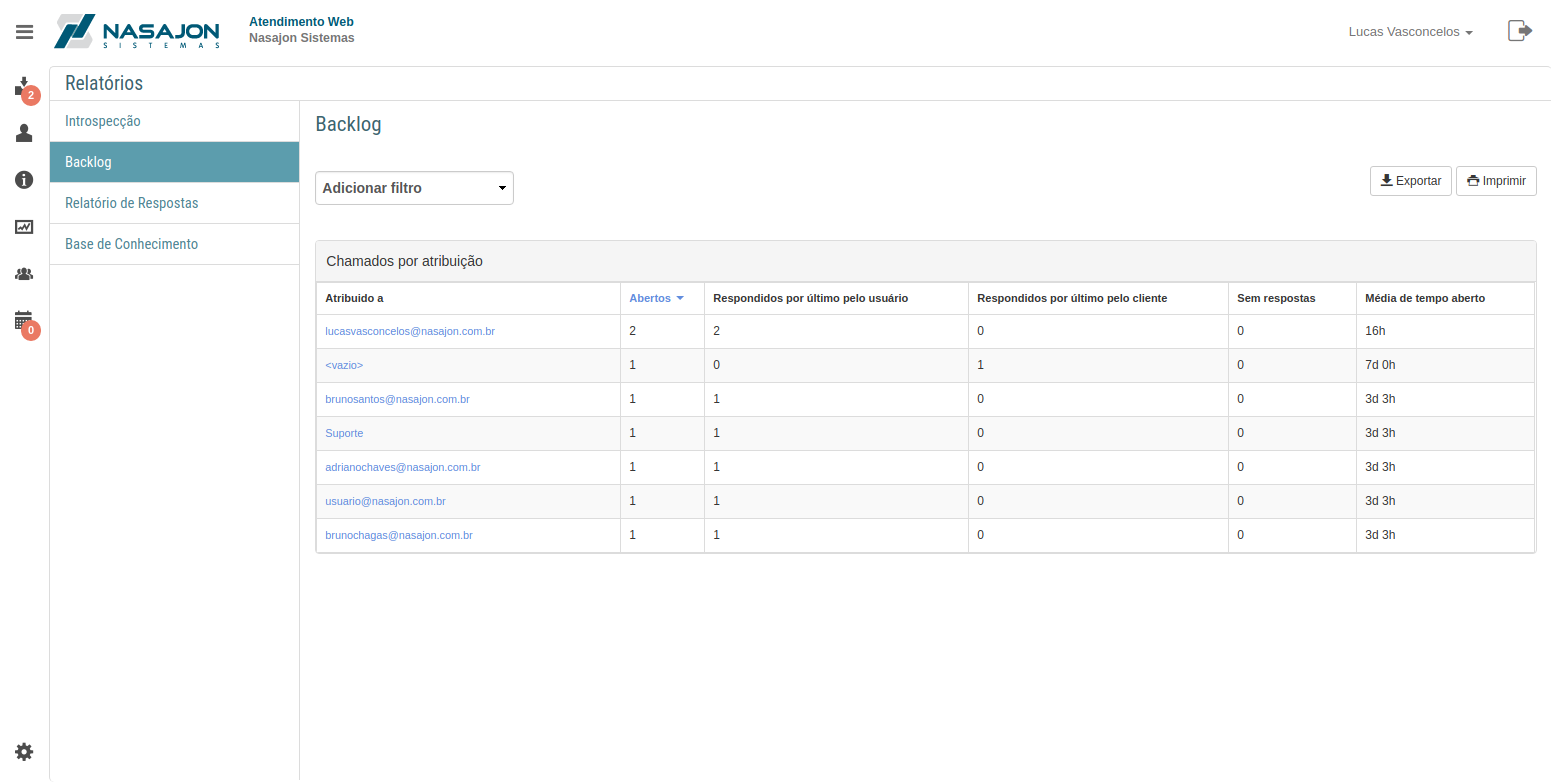 NASAJON
SISTEMAS
Atendimento Web
Nasajon Sistemas
Lucas Vasconcelos
2
0
Relatórios
Introspecção
Backlog
Relatório de Respostas
Base de Conhecimento
Backlog
Adicionar filtro
Exportar
Imprimir
Chamados por atribuição
Atribuido a Abertos Respondidos por último pelo usuário Respondidos por último pelo cliente Sem respostas Média de tempo aberto
lucasvasconcelos@nasajon.com.br 2 2 0 0 16h
<vazio> 1 0 1 0 7d 0h
brunosantos@nasajon.com.br 1 1 0 0 3d 3h
Suporte 1 1 0 0 3d 3h
adrianochaves@nasajon.com.br 1 1 0 0 3d 3h
usuario@nasajon.com.br 1 1 0 0 3d 3h
brunochagas@nasajon.com.br 1 1 0 0 3d 3h